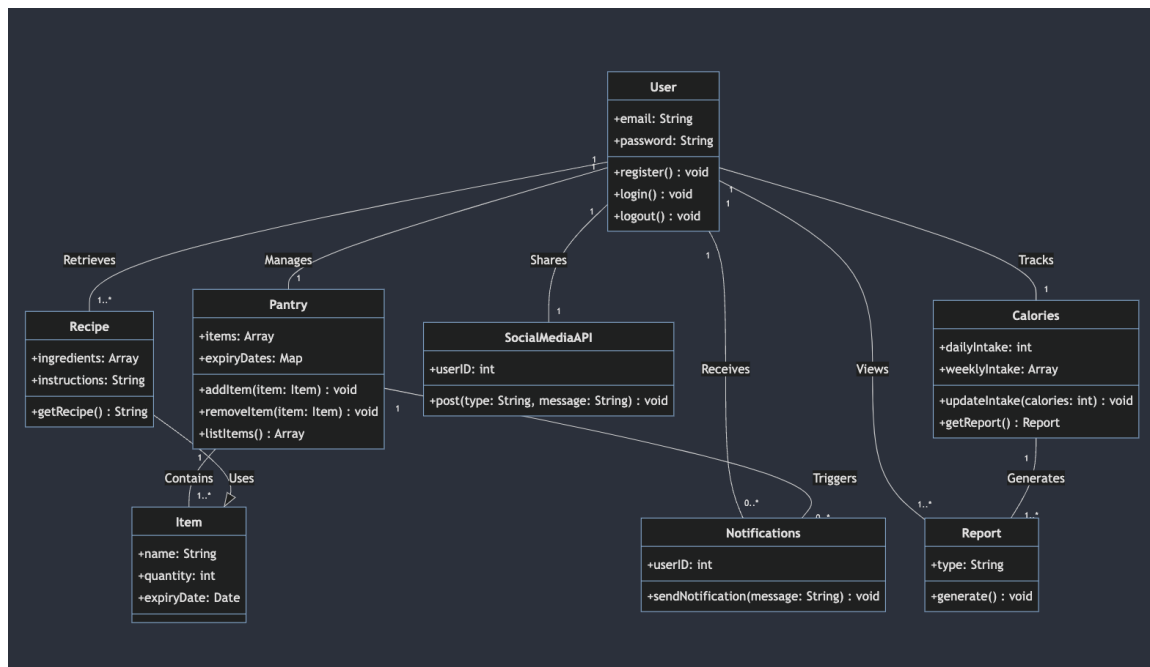 User
+email: String
+password: String
+register() : void
+login() : void
+logout() : void
1
1
1
1
1
1
Retrieves
Manages
Shares
Receives
Views
Tracks
1..*
1
1
1
Recipe
+ingredients: Array
+instructions: String
+getRecipe() : String
Pantry
+items: Array
+expiryDates: Map
+addItem(item: Item) : void
+removeItem(item: Item) : void
+listItems() : Array
SocialMediaAPI
+userID: int
+post(type: String, message: String) : void
Calories
+dailyIntake: int
+weeklyIntake: Array
+updateIntake(calories: int) : void
+getReport() : Report
1
1
1
Contains
Uses
Triggers
Generates
1..*
0..*
0..*
1..*
1..*
Item
+name: String
+quantity: int
+expiryDate: Date
Notifications
+userID: int
+sendNotification(message: String) : void
Report
+type: String
+generate() : void